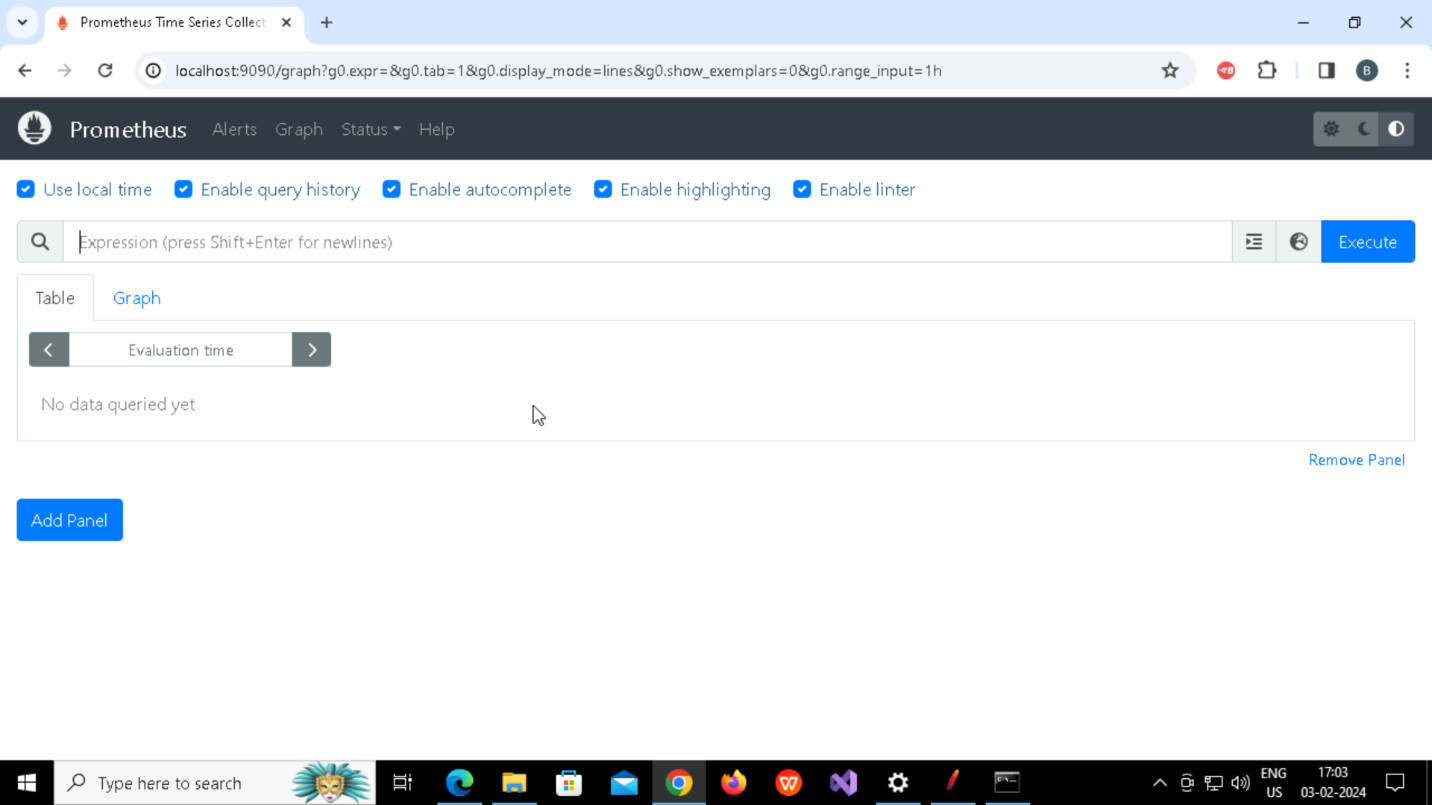 Prometheus Time Series Collect
localhost:9090/graph?g0.expr=&g0.tab=1&g0.display_mode=lines&g0.show_exemplars=0&g0.range_input=1h
B
Prometheus Alerts Graph Status Help
Use local time Enable query history Enable autocomplete Enable highlighting Enable linter
Expression (press Shift+Enter for newlines) Execute
Table Graph
Evaluation time
No data queried yet
Remove Panel
Add Panel
Type here to search
ENG
US
17:03
03-02-2024